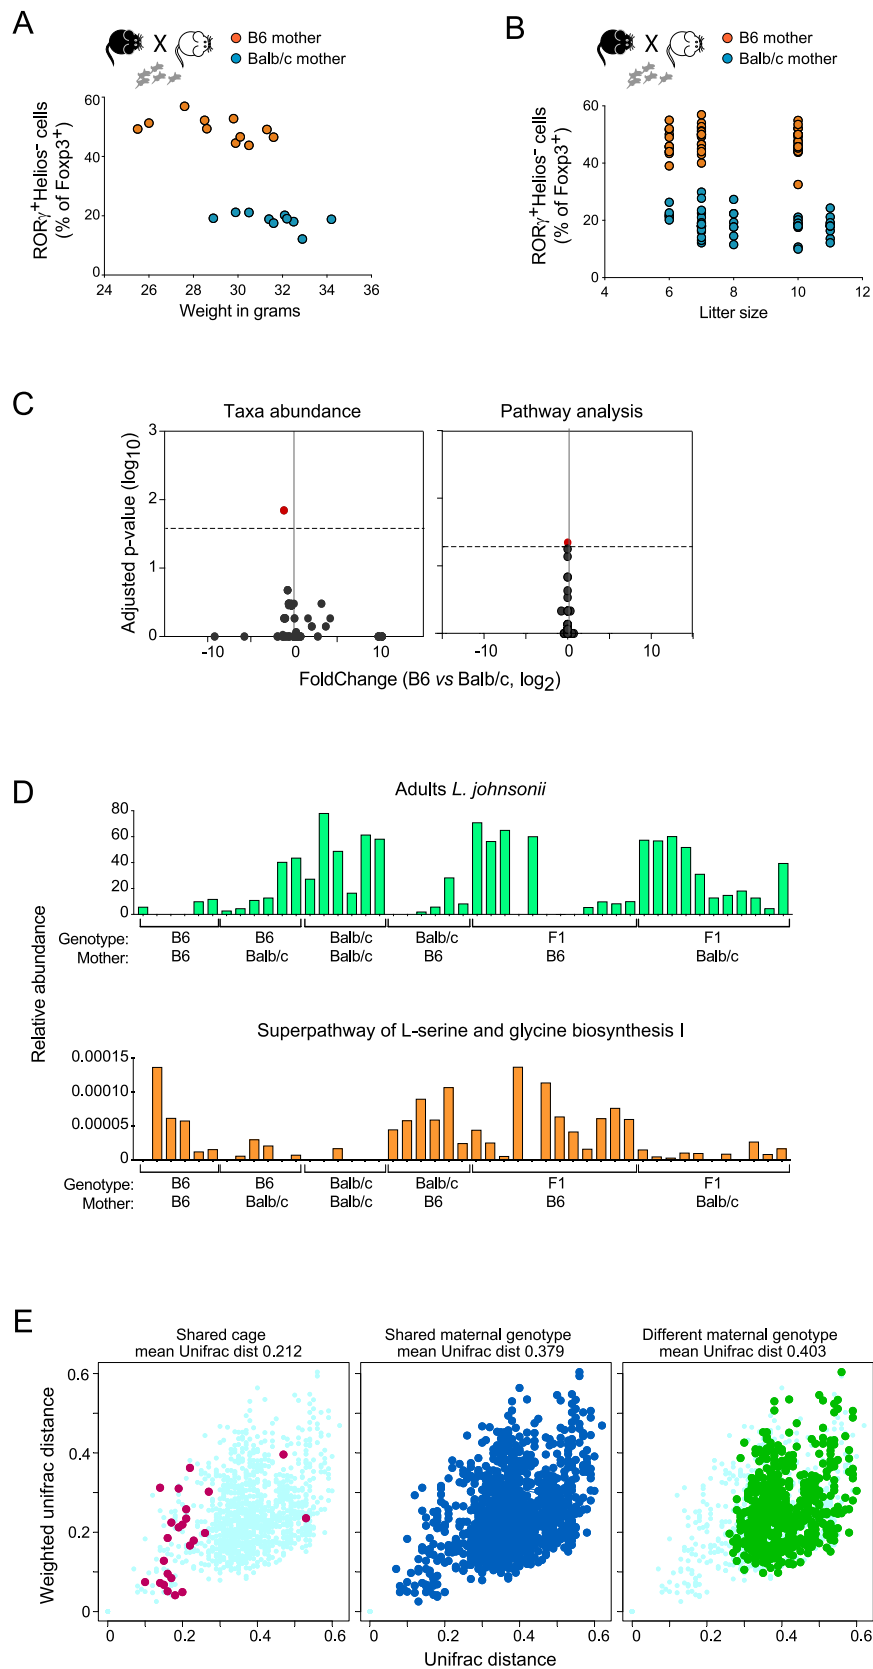 A
X
B6 mother
Balb/c mother
RORγ+Helios- cells
(% of Foxp3+)
60
40
20
0
24 26 28 30 32 34 36
Weight in grams
B
X
B6 mother
Balb/c mother
RORγ+Helios- cells
(% of Foxp3+)
60
40
20
0
4 6 8 10 12
Litter size
C
Taxa abundance
Pathway analysis
Adjusted p-value (log10)
3
2
1
0
-10 0 10
-10 0 10
FoldChange (B6 vs Balb/c, log2)
D
Adults L. johnsonii
Relative abundance
80
60
40
20
0
Genotype: B6 B6 Balb/c Balb/c F1 F1
Mother: B6 Balb/c Balb/c B6 B6 Balb/c
Superpathway of L-serine and glycine biosynthesis I
0.00015
0.00010
0.00005
0
Genotype: B6 B6 Balb/c Balb/c F1 F1
Mother: B6 Balb/c Balb/c B6 B6 Balb/c
E
Shared cage
mean Unifrac dist 0.212
Shared maternal genotype
mean Unifrac dist 0.379
Different maternal genotype
mean Unifrac dist 0.403
Weighted unifrac distance
0.6
0.4
0.2
0
0 0.2 0.4 0.6
0 0.2 0.4 0.6
0 0.2 0.4 0.6
Unifrac distance